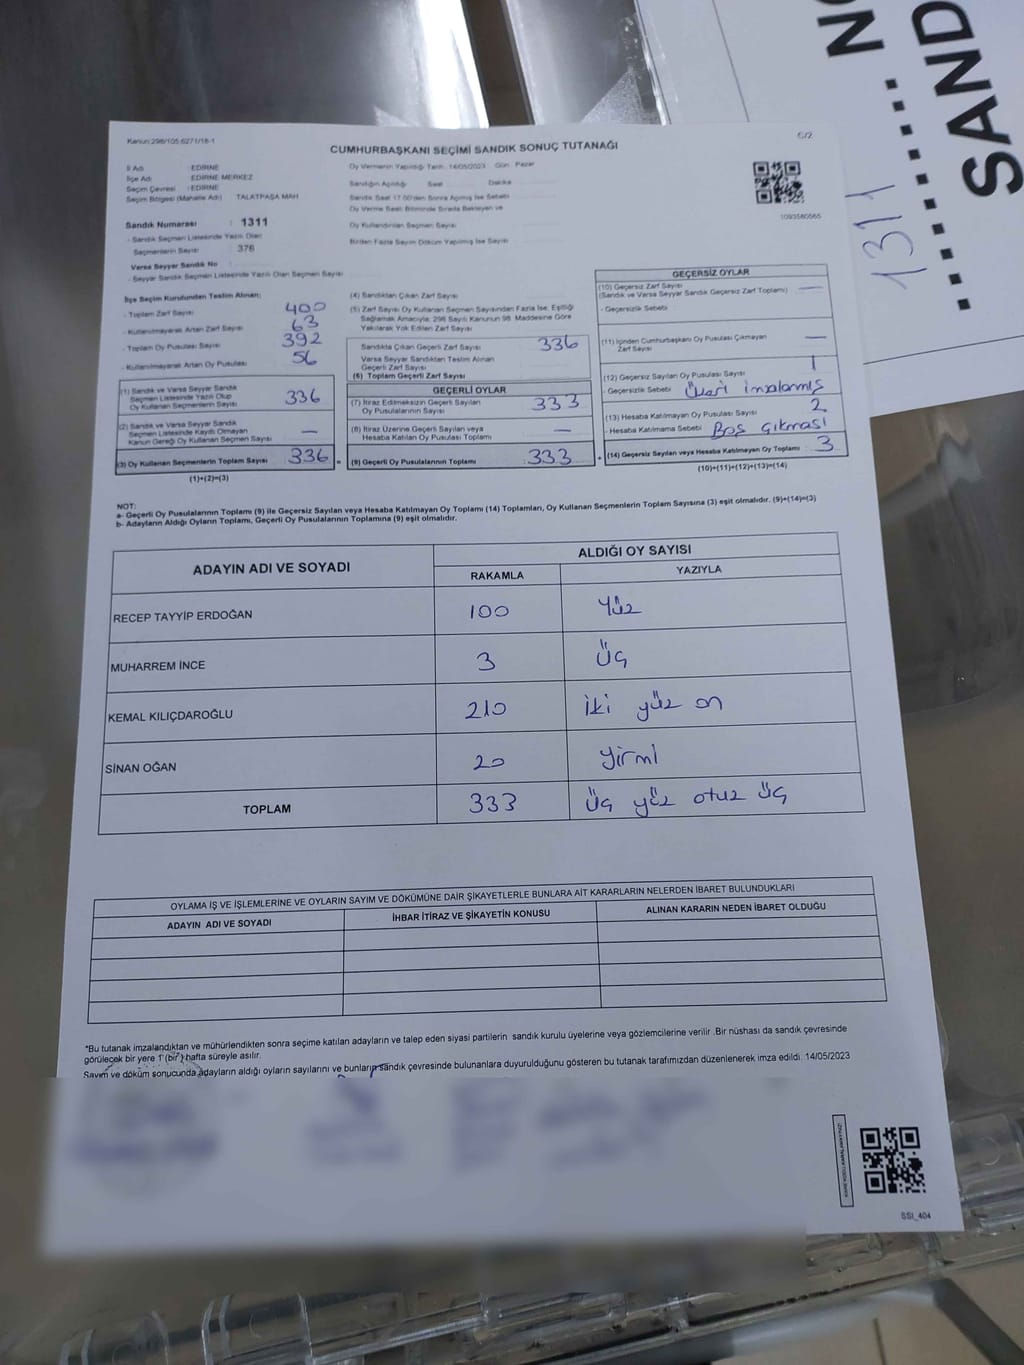 Kanun:298/105.6271/18-1
6/2
CUMHURBAŞKANI SEÇİMİ SANDIK SONUÇ TUTANAĞI
İl Adı : EDİRNE
İlçe Adı : EDİRNE MERKEZ
Seçim Çevresi : EDİRNE
Seçim Bölgesi (Mahalle Adı) TALATPAŞA MAH
Sandık Numarası : 1311
- Sandık Seçmen Listesinde Yazılı Olan
Seçmenlerin Sayısı : 376
Varsa Seyyar Sandık No :
- Seyyar Sandık Seçmen Listesinde Yazılı Olan Seçmen Sayısı
Oy Vermenin Yapıldığı Tarih: 14/05/2023 Gün: Pazar
Sandığın Açıldığı Saat Dakika
Sandık Saat 17:00'den Sonra Açılmış İse Sebebi
Oy Verme Saati Bitiminde Sırada Bekleyen ve
Oy Kullandırılan Seçmen Sayısı
Birden Fazla Sayım Döküm Yapılmış İse Sayısı
1093580565
İlçe Seçim Kurulundan Teslim Alınan:
- Toplam Zarf Sayısı 400
- Kullanılmayarak Artan Zarf Sayısı 63
- Toplam Oy Pusulası Sayısı 392
- Kullanılmayarak Artan Oy Pusulası 56
(1) Sandık ve Varsa Seyyar Sandık
Seçmen Listesinde Yazılı Olup
Oy Kullanan Seçmenlerin Sayısı 336
(2) Sandık ve Varsa Seyyar Sandık
Seçmen Listesinde Kayıtlı Olmayan
Kanun Gereği Oy Kullanan Seçmen Sayısı —
(3) Oy Kullanan Seçmenlerin Toplam Sayısı 336 =
(1)+(2)=(3)
(4) Sandıktan Çıkan Zarf Sayısı
(5) Zarf Sayısı Oy Kullanan Seçmen Sayısından Fazla İse, Eşitliği
Sağlamak Amacıyla, 298 Sayılı Kanunun 98. Maddesine Göre
Yakılarak Yok Edilen Zarf Sayısı
Sandıkta Çıkan Geçerli Zarf Sayısı 336
Varsa Seyyar Sandıktan Teslim Alınan
Geçerli Zarf Sayısı
(6) Toplam Geçerli Zarf Sayısı
GEÇERLİ OYLAR
(7) İtiraz Edilmeksizin Geçerli Sayılan
Oy Pusulalarının Sayısı 333
(8) İtiraz Üzerine Geçerli Sayılan veya
Hesaba Katılan Oy Pusulası Toplamı —
(9) Geçerli Oy Pusulalarının Toplamı 333 +
GEÇERSİZ OYLAR
(10) Geçersiz Zarf Sayısı
(Sandık ve Varsa Seyyar Sandık Geçersiz Zarf Toplamı) —
- Geçersizlik Sebebi
(11) İçinden Cumhurbaşkanı Oy Pusulası Çıkmayan
Zarf Sayısı —
(12) Geçersiz Sayılan Oy Pusulası Sayısı 1
- Geçersizlik Sebebi Üzeri imzalanmış
(13) Hesaba Katılmayan Oy Pusulası Sayısı 2
- Hesaba Katılmama Sebebi Boş Çıkması
(14) Geçersiz Sayılan veya Hesaba Katılmayan Oy Toplamı 3
(10)+(11)+(12)+(13)=(14)
NOT:
a- Geçerli Oy Pusulalarının Toplamı (9) ile Geçersiz Sayılan veya Hesaba Katılmayan Oy Toplamı (14) Toplamları, Oy Kullanan Seçmenlerin Toplam Sayısına (3) eşit olmalıdır. (9)+(14)=(3)
b- Adayların Aldığı Oyların Toplamı, Geçerli Oy Pusulalarının Toplamına (9) eşit olmalıdır.
ADAYIN ADI VE SOYADI
ALDIĞI OY SAYISI
RAKAMLA YAZIYLA
RECEP TAYYİP ERDOĞAN 100 Yüz
MUHARREM İNCE 3 Üç
KEMAL KILIÇDAROĞLU 210 iki yüz on
SİNAN OĞAN 20 Yirmi
TOPLAM 333 Üç yüz otuz üç
OYLAMA İŞ VE İŞLEMLERİNE VE OYLARIN SAYIM VE DÖKÜMÜNE DAİR ŞİKAYETLERLE BUNLARA AİT KARARLARIN NELERDEN İBARET BULUNDUKLARI
ADAYIN ADI VE SOYADI İHBAR İTİRAZ VE ŞİKAYETİN KONUSU ALINAN KARARIN NEDEN İBARET OLDUĞU
*Bu tutanak imzalandıktan ve mühürlendikten sonra seçime katılan adayların ve talep eden siyasi partilerin sandık kurulu üyelerine veya gözlemcilerine verilir .Bir nüshası da sandık çevresinde
görülecek bir yere 1 (bir) hafta süreyle asılır.
Sayım ve döküm sonucunda adayların aldığı oyların sayılarını ve bunların sandık çevresinde bulunanlara duyurulduğunu gösteren bu tutanak tarafımızdan düzenlenerek imza edildi. 14/05/2023
SSI_404
1311
SAND